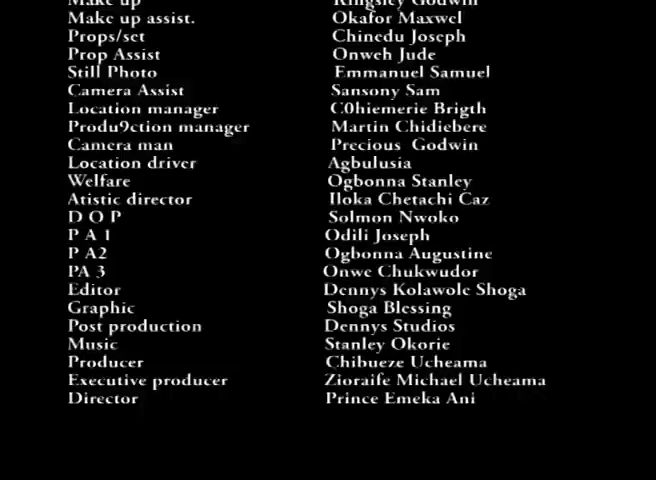 Make up Kingsley Godwin
Make up assist. Okafor Maxwel
Props/set Chinedu Joseph
Prop Assist Onweh Jude
Still Photo Emmanuel Samuel
Camera Assist Sansony Sam
Location manager C0hiemerie Brigth
Produ9ction manager Martin Chidiebere
Camera man Precious Godwin
Location driver Agbulusia
Welfare Ogbonna Stanley
Atistic director Iloka Chetachi Caz
D O P Solmon Nwoko
P A 1 Odili Joseph
P A2 Ogbonna Augustine
PA 3 Onwe Chukwudor
Editor Dennys Kolawole Shoga
Graphic Shoga Blessing
Post production Dennys Studios
Music Stanley Okorie
Producer Chibueze Ucheama
Executive producer Zioraife Michael Ucheama
Director Prince Emeka Ani